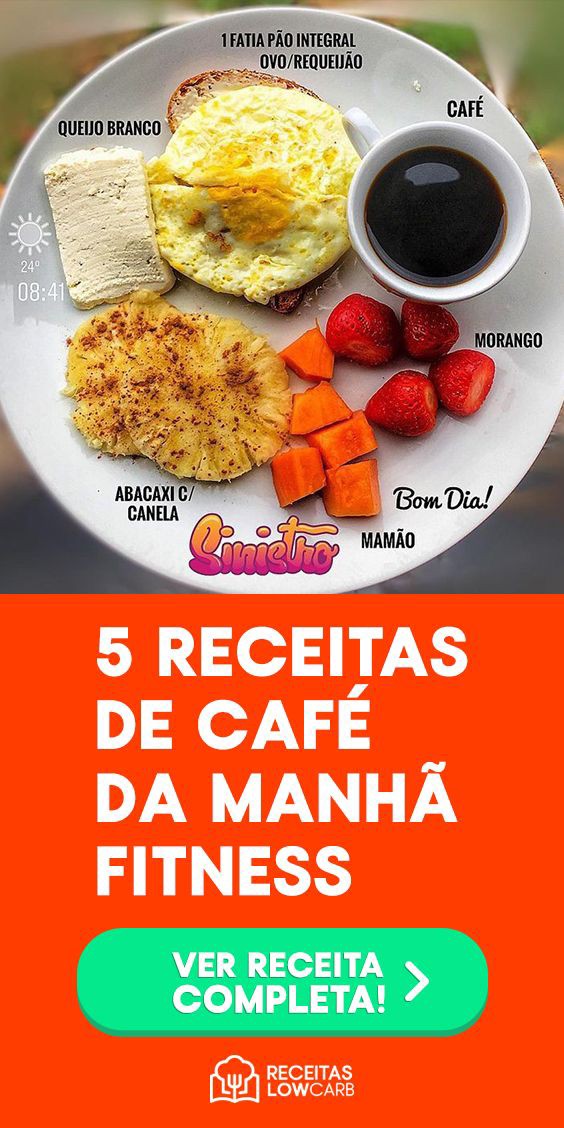 1 FATIA PÃO INTEGRAL
OVO/REQUEIJÃO
CAFÉ
QUEIJO BRANCO
24°
08:41
MORANGO
ABACAXI C/
CANELA
Bom Dia!
Sinistro
MAMÃO
5 RECEITAS
DE CAFÉ
DA MANHÃ
FITNESS
VER RECEITA
COMPLETA!
RECEITAS
LOWCARB